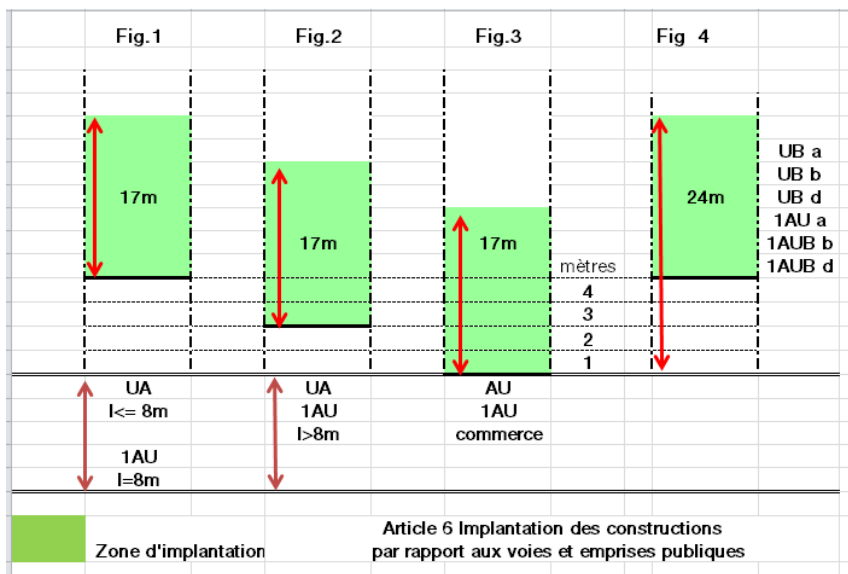 Fig.1 Fig.2 Fig.3 Fig 4
17m
17m
17m
24m
UB a
UB b
UB d
1AU a
1AUB b
1AUB d
mètres
4
3
2
1
UA
l<= 8m
1AU
l=8m
UA
1AU
l>8m
AU
1AU
commerce
Zone d'implantation
Article 6 Implantation des constructions
par rapport aux voies et emprises publiques